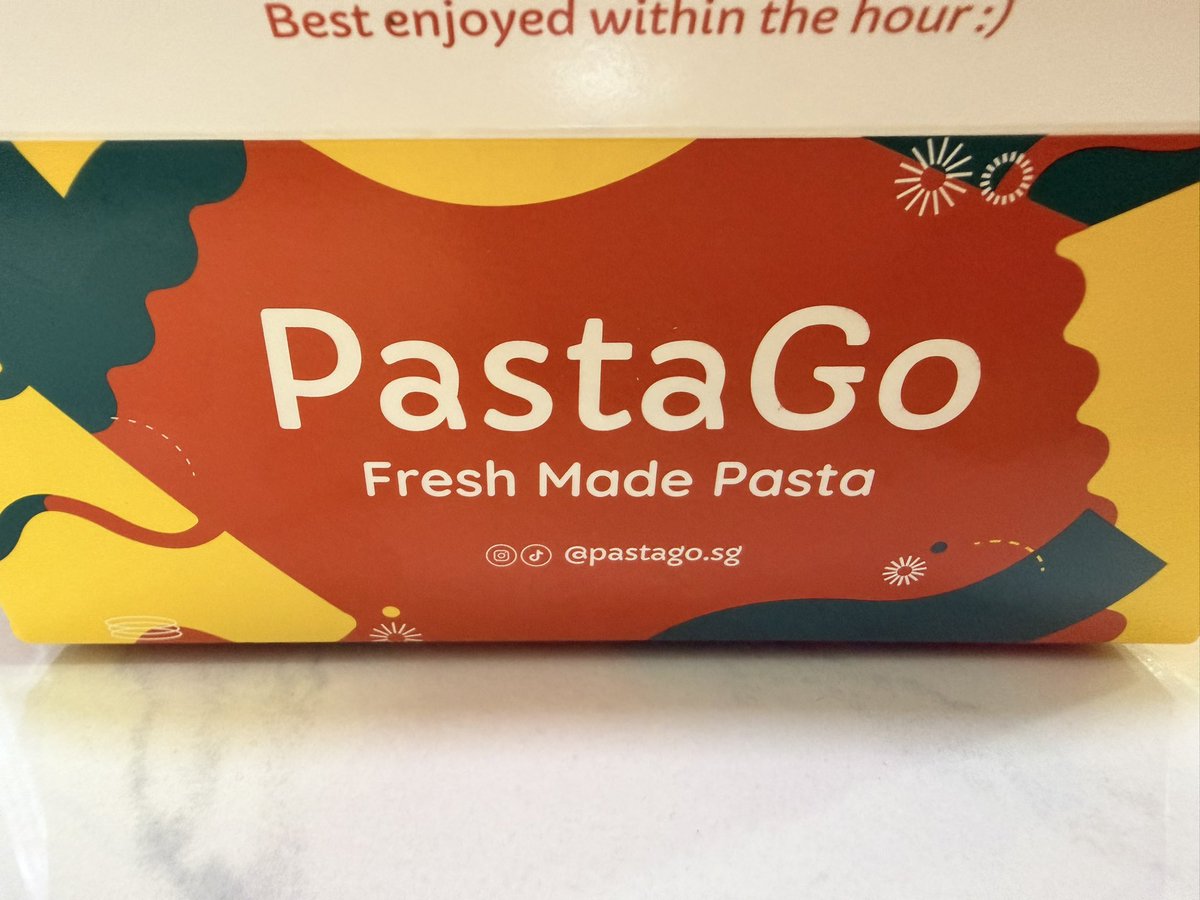 Best enjoyed within the hour:)
PastaGo
Fresh Made Pasta
@pastago.sg